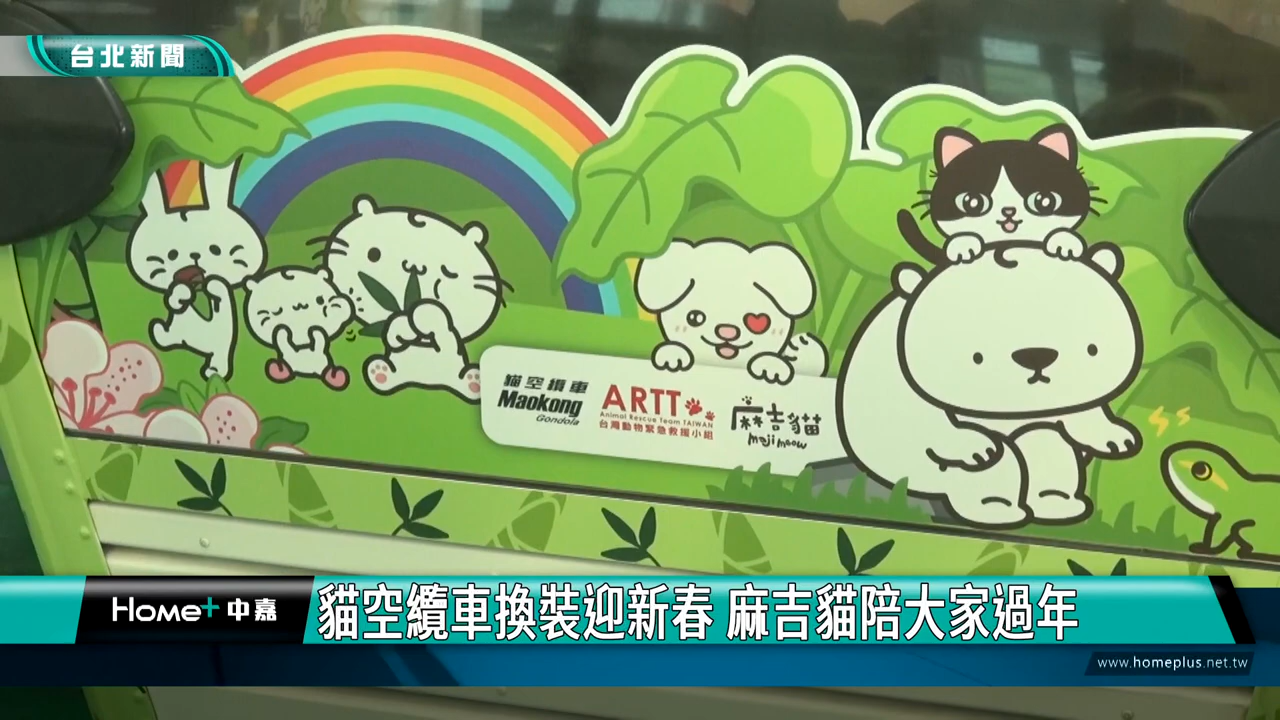 台北新聞
貓空纜車
Maokong
Gondola
ARTT
Animal Rescue Team TAIWAN
台灣動物緊急救援小組
麻吉貓
mojimeow
Home+中嘉
貓空纜車換裝迎新春 麻吉貓陪大家過年
www.homeplus.net.tw